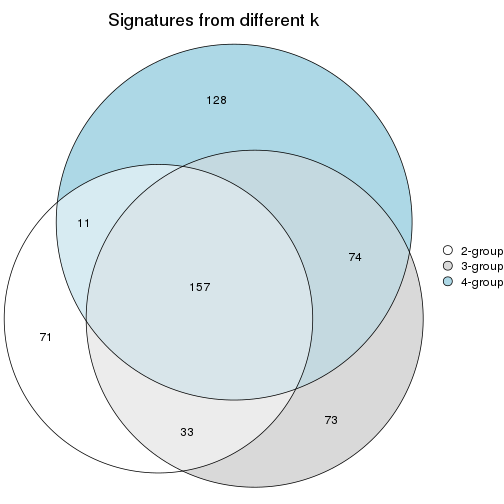 Signatures from different k
128
11
74
157
71
33
73
2-group
3-group
4-group